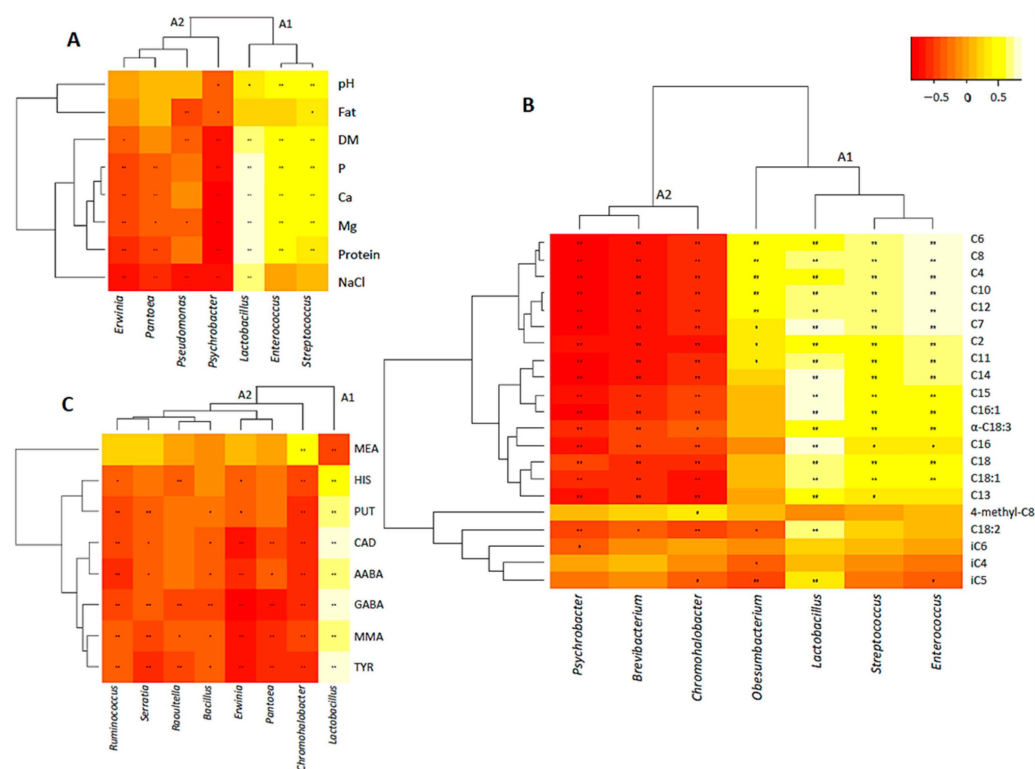 A
A2
A1
pH
Fat
DM
P
Ca
Mg
Protein
NaCl
Erwinia
Pantoea
Pseudomonas
Psychrobacter
Lactobacillus
Enterococcus
Streptococcus
−0.5 0 0.5
B
A1
A2
C6
C8
C4
C10
C12
C7
C2
C11
C14
C15
C16:1
α-C18:3
C16
C18
C18:1
C13
4-methyl-C8
C18:2
iC6
iC4
iC5
Psychrobacter
Brevibacterium
Chromohalobacter
Obesumbacterium
Lactobacillus
Streptococcus
Enterococcus
C
A2
A1
MEA
HIS
PUT
CAD
AABA
GABA
MMA
TYR
Ruminococcus
Serratia
Raoultella
Bacillus
Erwinia
Pantoea
Chromohalobacter
Lactobacillus